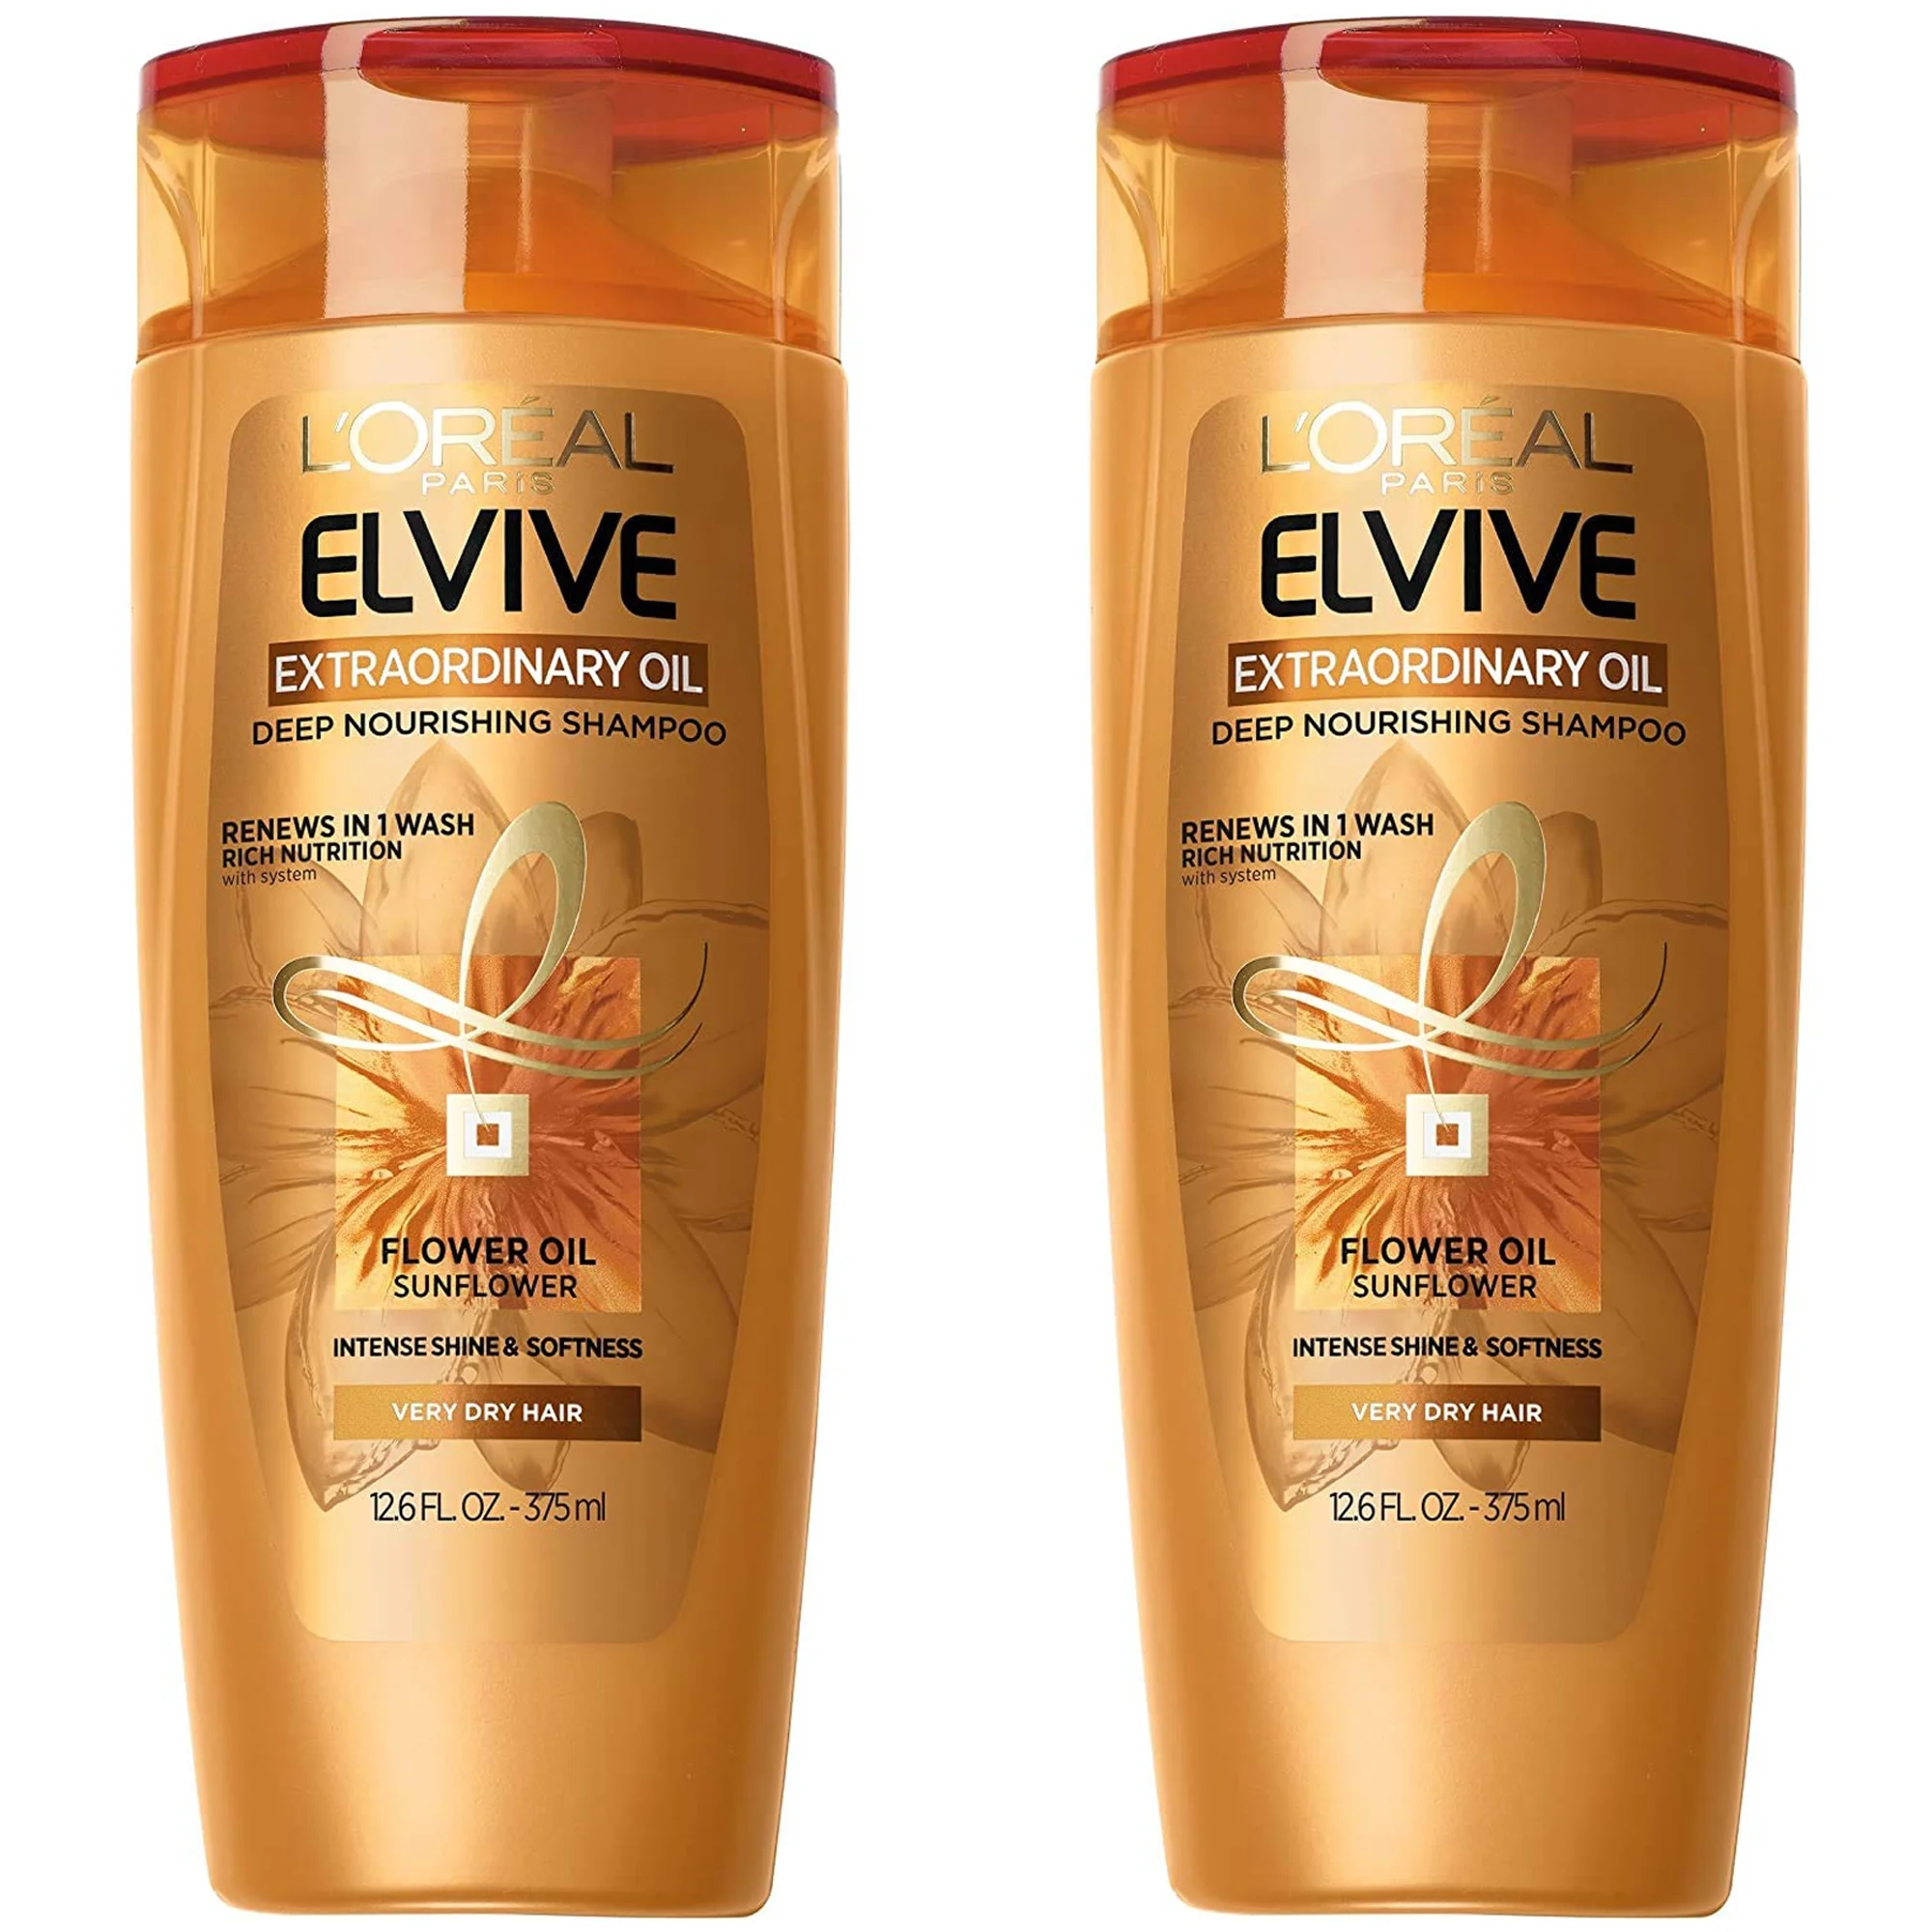 L'ORÉAL
PARIS
ELVIVE
EXTRAORDINARY OIL
DEEP NOURISHING SHAMPOO
RENEWS IN 1 WASH
RICH NUTRITION
with system
FLOWER OIL
SUNFLOWER
INTENSE SHINE & SOFTNESS
VERY DRY HAIR
12.6 FL. OZ. - 375 ml
L'ORÉAL
PARIS
ELVIVE
EXTRAORDINARY OIL
DEEP NOURISHING SHAMPOO
RENEWS IN 1 WASH
RICH NUTRITION
with system
FLOWER OIL
SUNFLOWER
INTENSE SHINE & SOFTNESS
VERY DRY HAIR
12.6 FL. OZ. - 375 ml